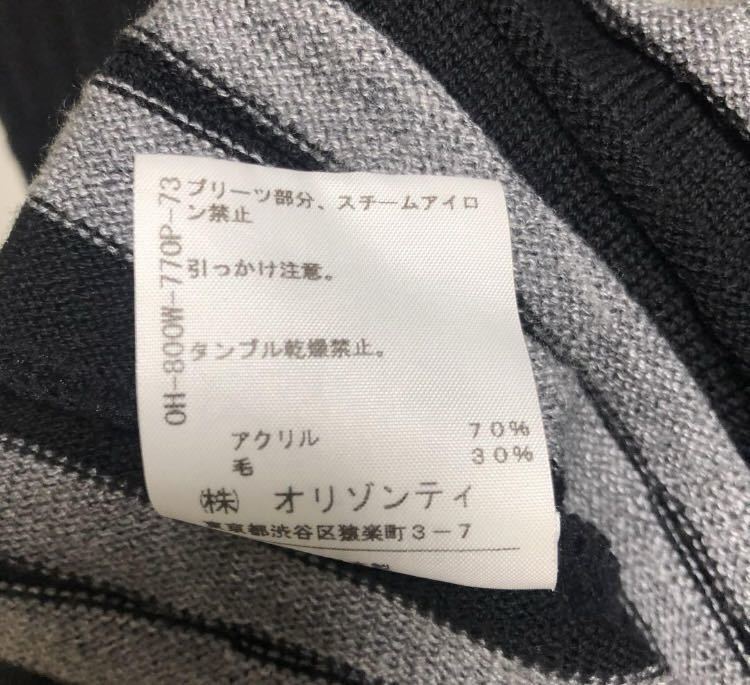 プリーツ部分、スチームアイロ
ン禁止
引っかけ注意。
タンブル乾燥禁止。
アクリル 70%
毛 30%
㈱ オリゾンティ
東京都渋谷区猿楽町3-7
製
OH-800W-770P-73